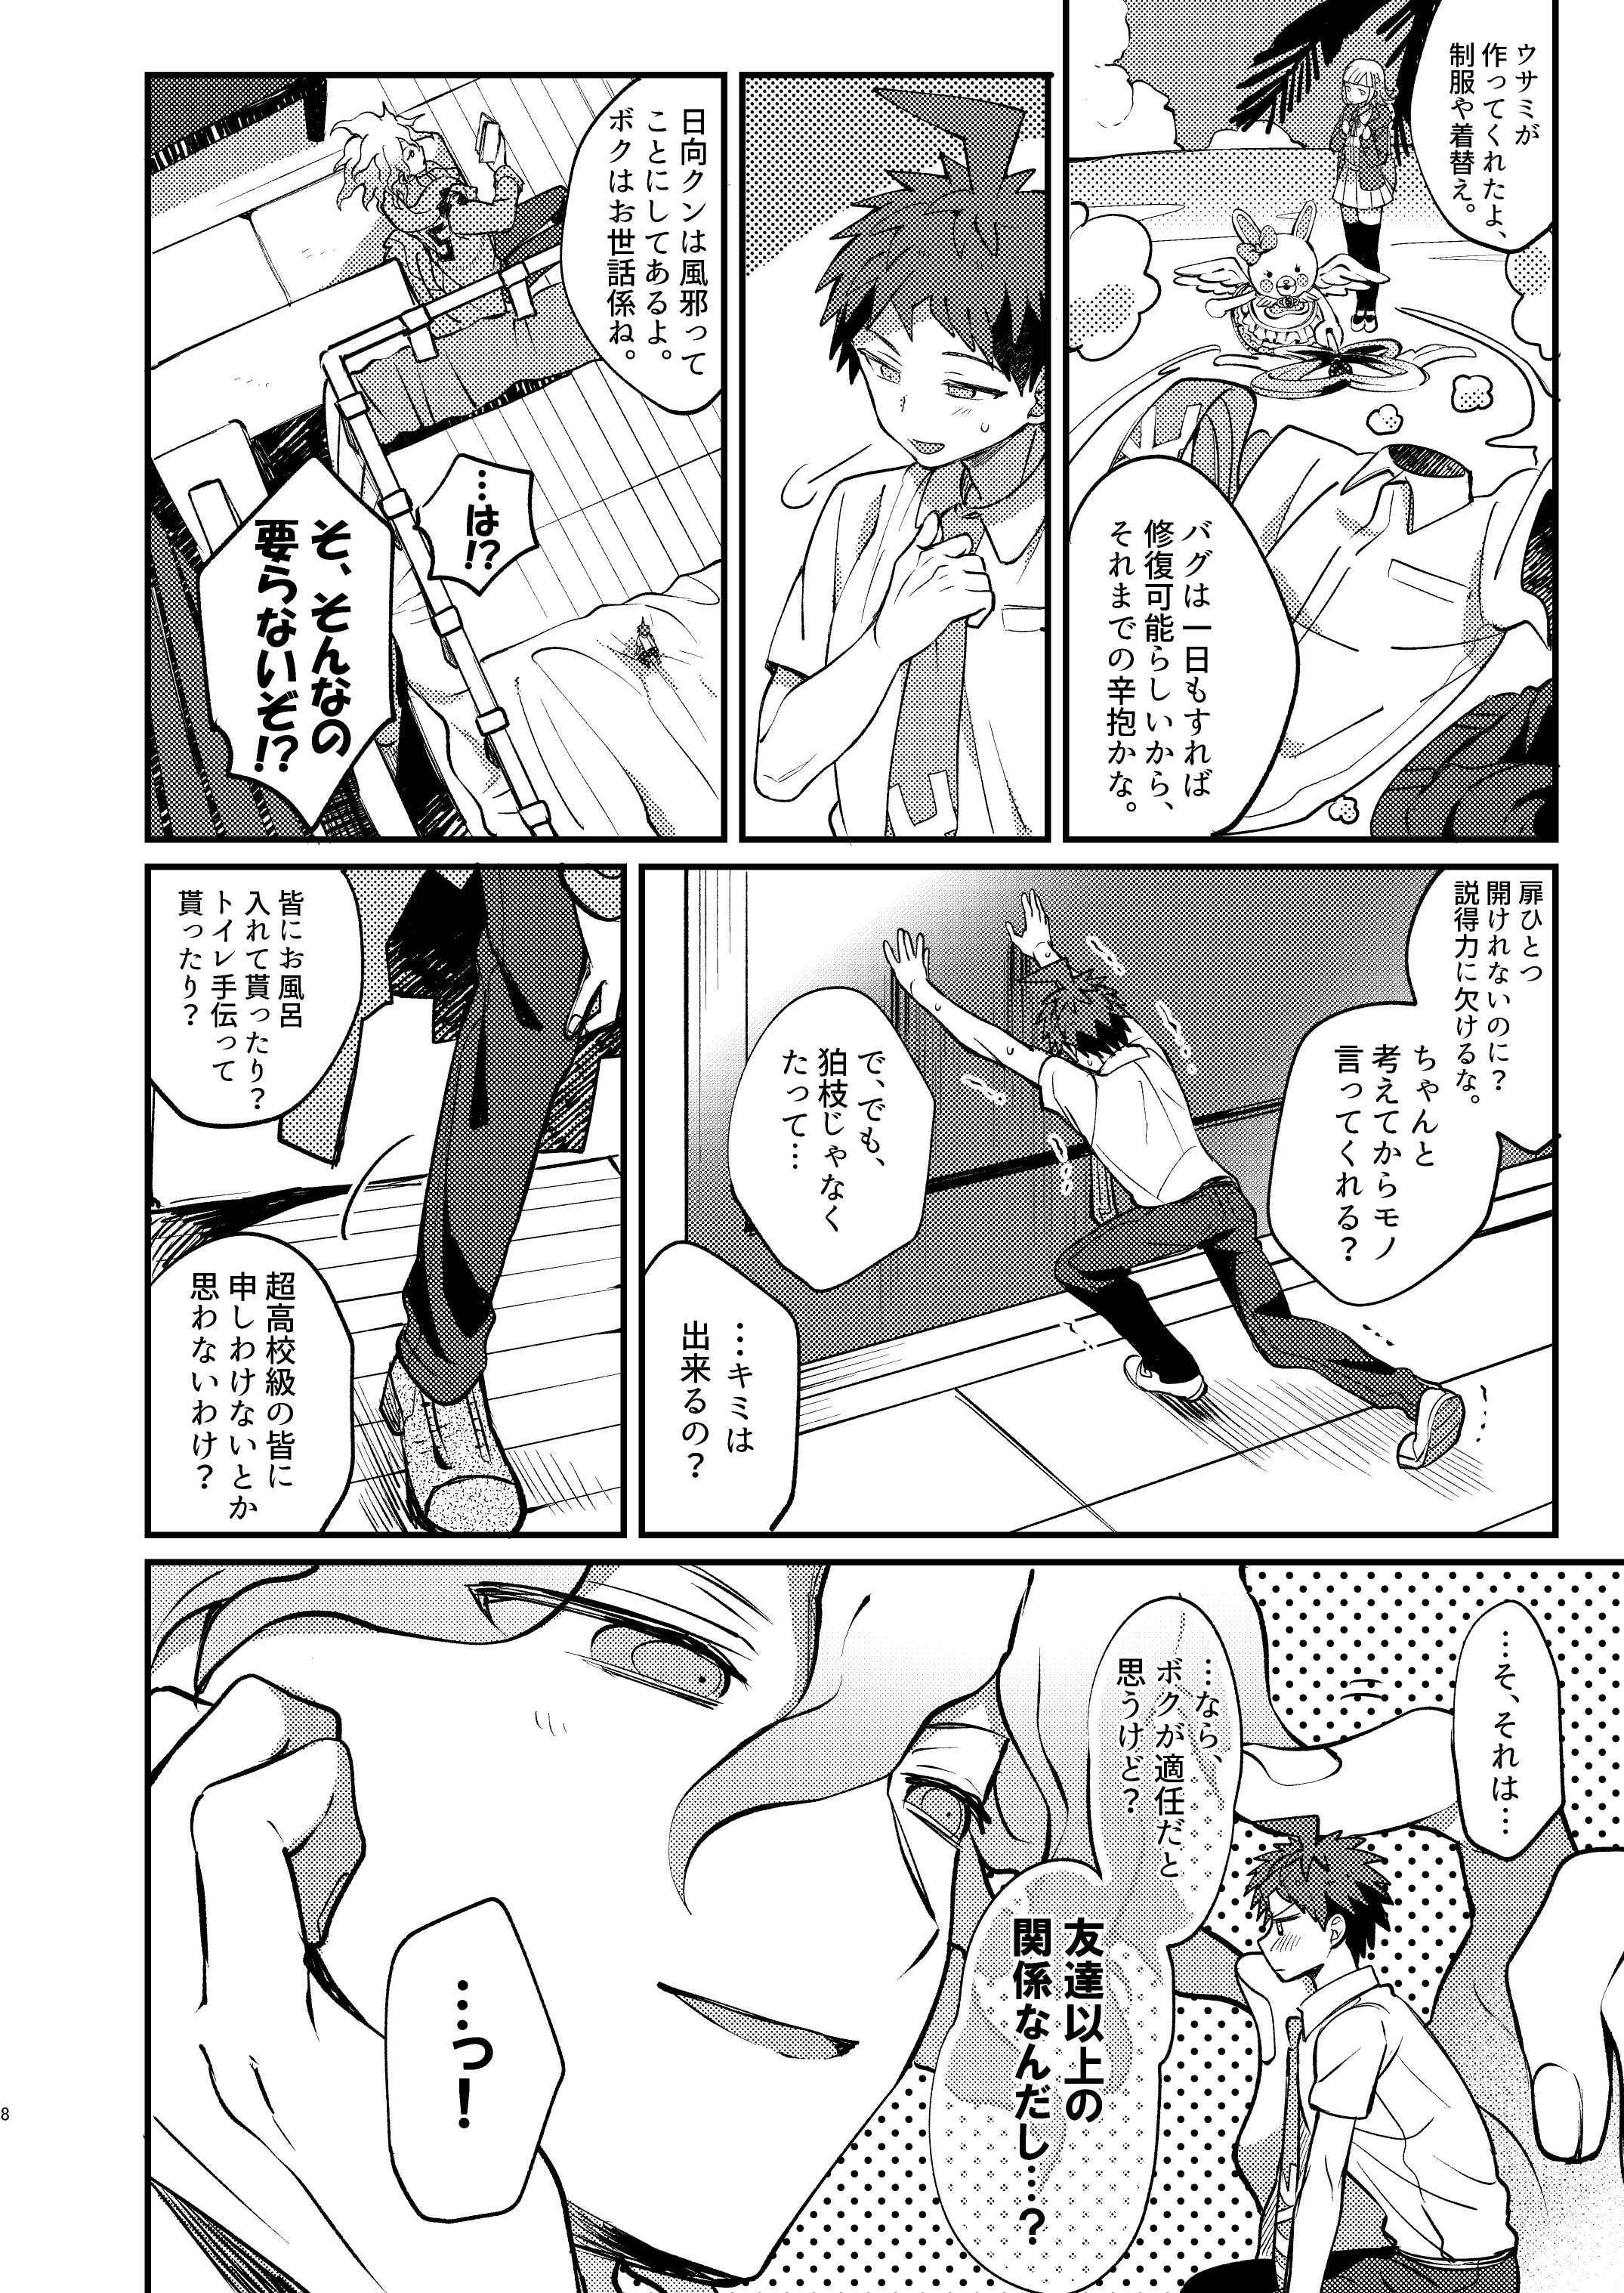 ウサミが
作ってくれたよ、
制服や着替え。
バグは一日もすれば
修復可能らしいから、
それまでの辛抱かな。
日向クンは風邪って
ことにしてあるよ。
ボクはお世話係ね。
…は!?
そ、そんなの
要らないぞ!?
扉ひとつ
開けれないのに?
説得力に欠けるな。
ちゃんと
考えてからモノ
言ってくれる?
で、でも、
狛枝じゃなく
たって…
…キミは
出来るの?
皆にお風呂
入れて貰ったり?
トイレ手伝って
貰ったり?
超高校級の皆に
申しわけないとか
思わないわけ?
…そ、それは…
…なら、
ボクが適任だと
思うけど?
友達以上の
関係なんだし…?
…っ!
8